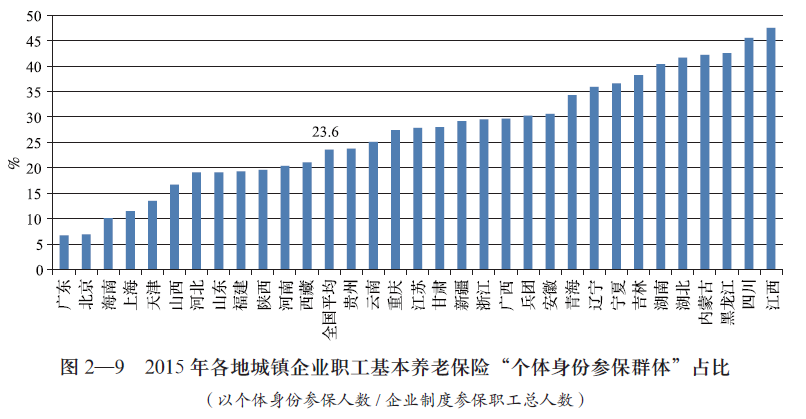 50
45
40
35
30
25
20
15
10
5
0
%
23.6
广东
北京
海南
上海
天津
山西
河北
山东
福建
陕西
河南
西藏
全国平均
贵州
云南
重庆
江苏
甘肃
新疆
浙江
广西
兵团
安徽
青海
辽宁
宁夏
吉林
湖南
湖北
内蒙古
黑龙江
四川
江西
图 2—9 2015 年各地城镇企业职工基本养老保险“个体身份参保群体”占比
（以个体身份参保人数 / 企业制度参保职工总人数）